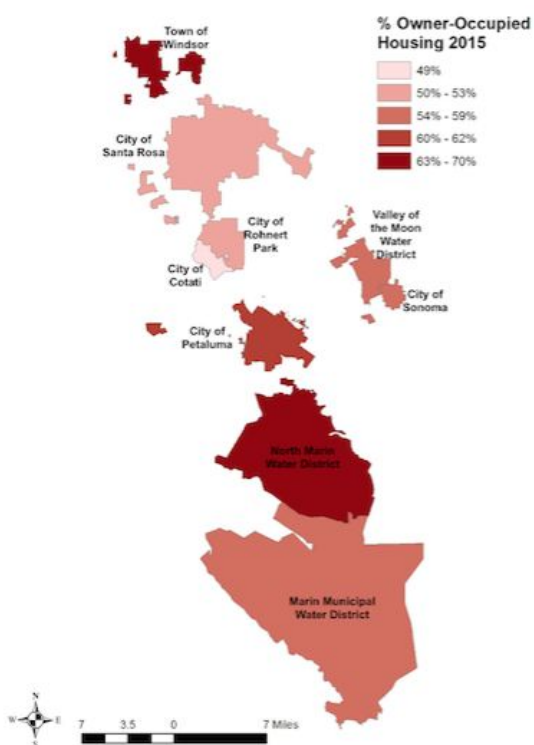 % Owner-Occupied
Housing 2015
49%
50% - 53%
54% - 59%
60% - 62%
63% - 70%
Town of
Windsor
City of
Santa Rosa
City of
Rohnert
Park
City of
Cotati
Valley of
the Moon
Water
District
City of
Sonoma
City of
Petaluma
North Marin
Water District
Marin Municipal
Water District
N
W
E
S
7
3.5
0
7 Miles